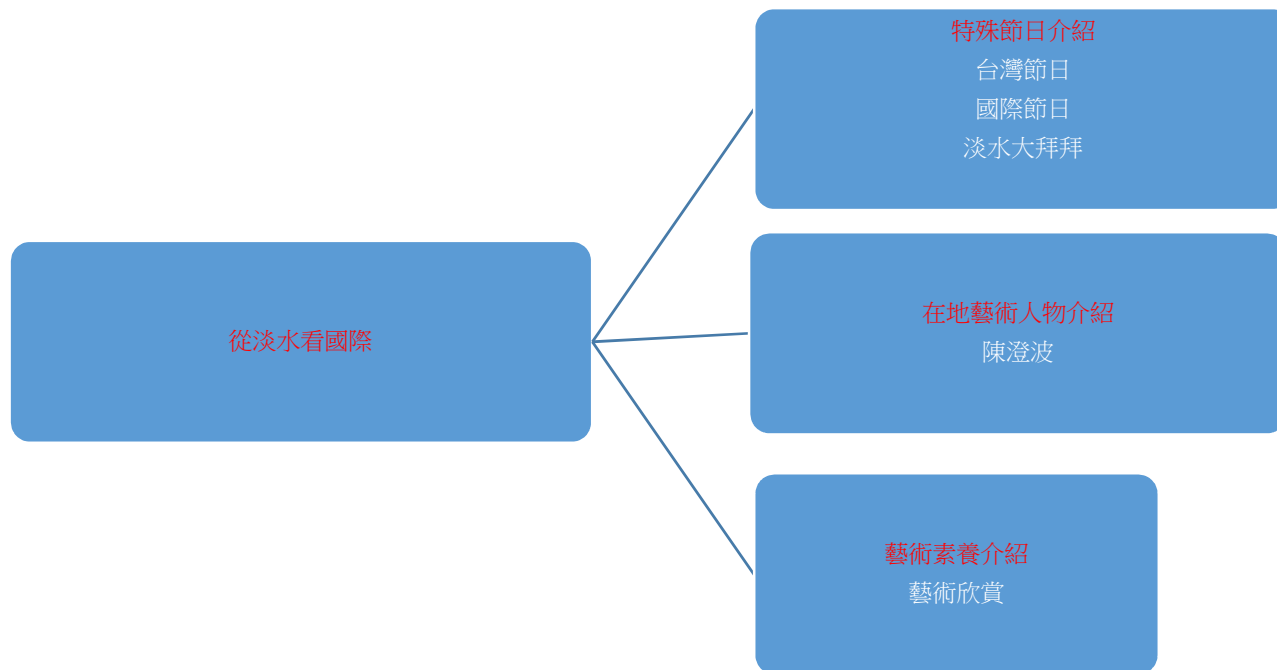 特殊節日介紹
台灣節日
國際節日
淡水大拜拜
從淡水看國際
在地藝術人物介紹
陳澄波
藝術素養介紹
藝術欣賞